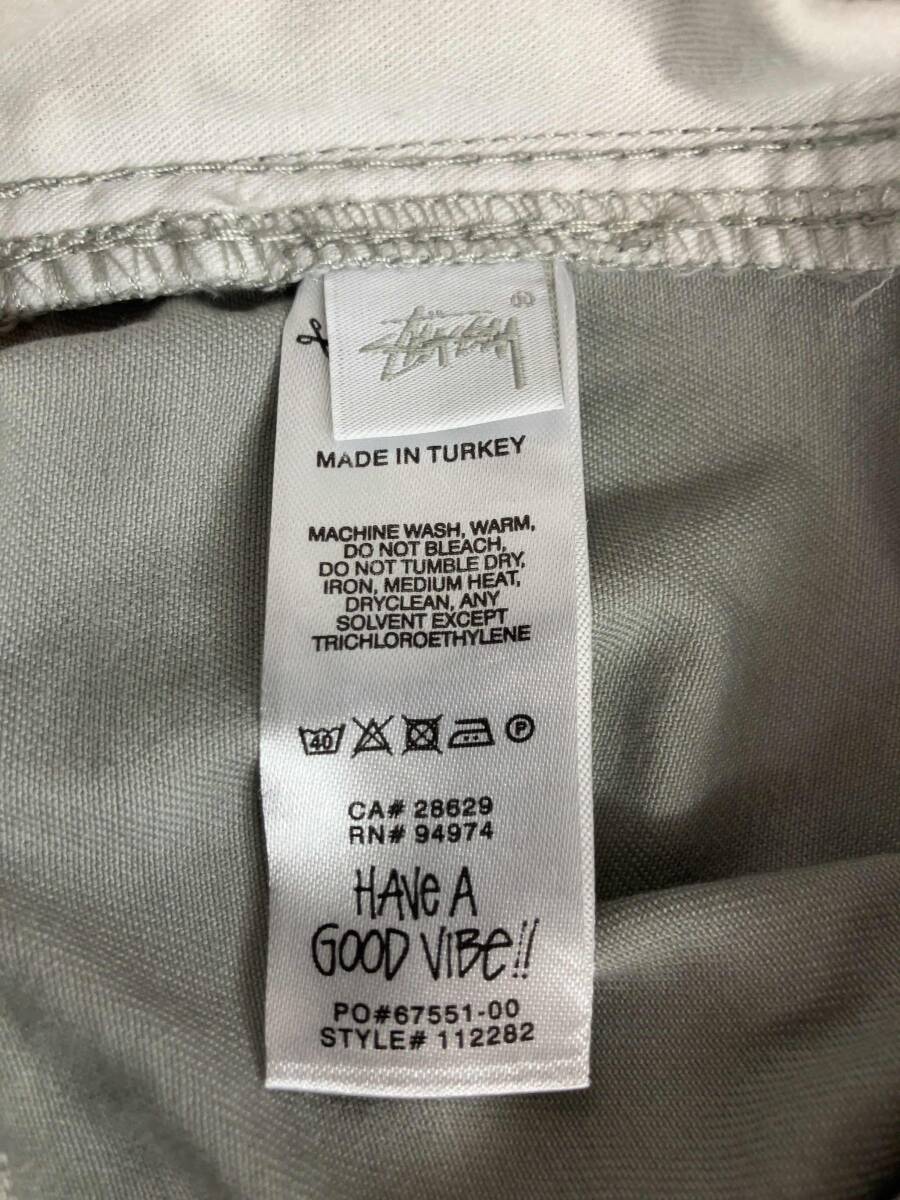 Stüssy ®
MADE IN TURKEY
MACHINE WASH, WARM,
DO NOT BLEACH,
DO NOT TUMBLE DRY,
IRON, MEDIUM HEAT,
DRYCLEAN, ANY
SOLVENT EXCEPT
TRICHLOROETHYLENE
40 P
CA# 28629
RN# 94974
HAVE A
GOOD VIBE!!
PO#67551-00
STYLE# 112282